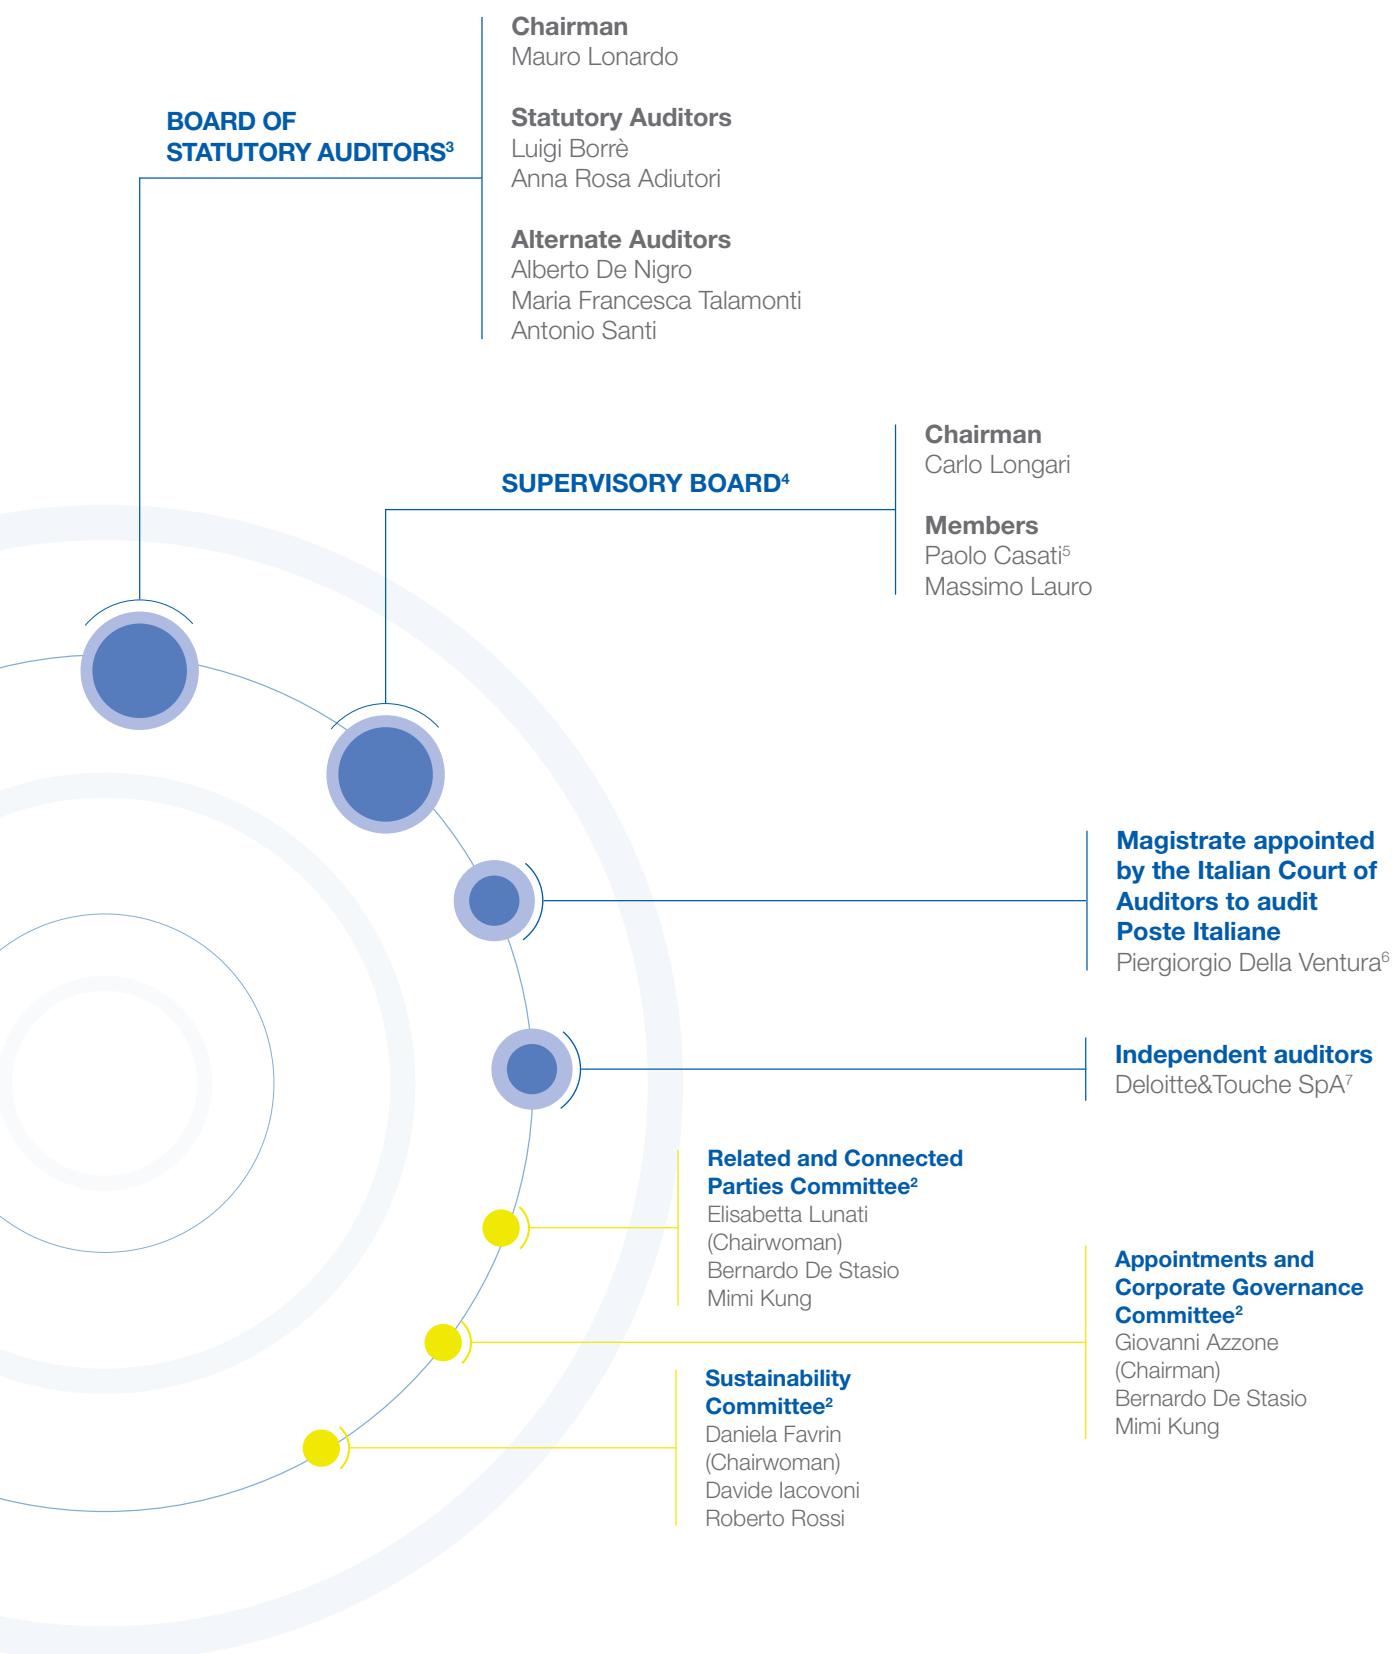 Chairman
Mauro Lonardo
BOARD OF
STATUTORY AUDITORS³
Statutory Auditors
Luigi Borrè
Anna Rosa Adiutori
Alternate Auditors
Alberto De Nigro
Maria Francesca Talamonti
Antonio Santi
SUPERVISORY BOARD⁴
Chairman
Carlo Longari
Members
Paolo Casati⁵
Massimo Lauro
Magistrate appointed
by the Italian Court of
Auditors to audit
Poste Italiane
Piergiorgio Della Ventura⁶
Independent auditors
Deloitte&Touche SpA⁷
Related and Connected
Parties Committee²
Elisabetta Lunati
(Chairwoman)
Bernardo De Stasio
Mimi Kung
Appointments and
Corporate Governance
Committee²
Giovanni Azzone
(Chairman)
Bernardo De Stasio
Mimi Kung
Sustainability
Committee²
Daniela Favrin
(Chairwoman)
Davide Iacovoni
Roberto Rossi